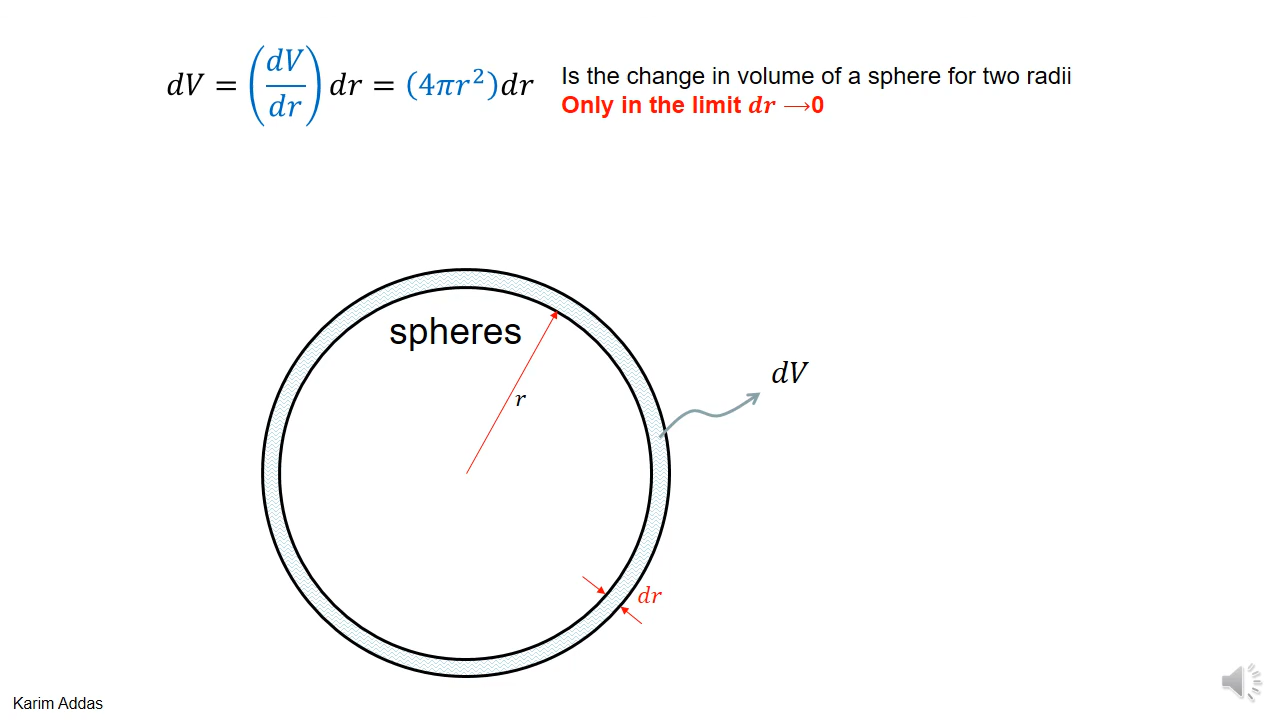 dV = (dV/dr) dr = (4πr²)dr
Is the change in volume of a sphere for two radii
Only in the limit dr ⟶0
spheres
r
dV
dr
Karim Addas